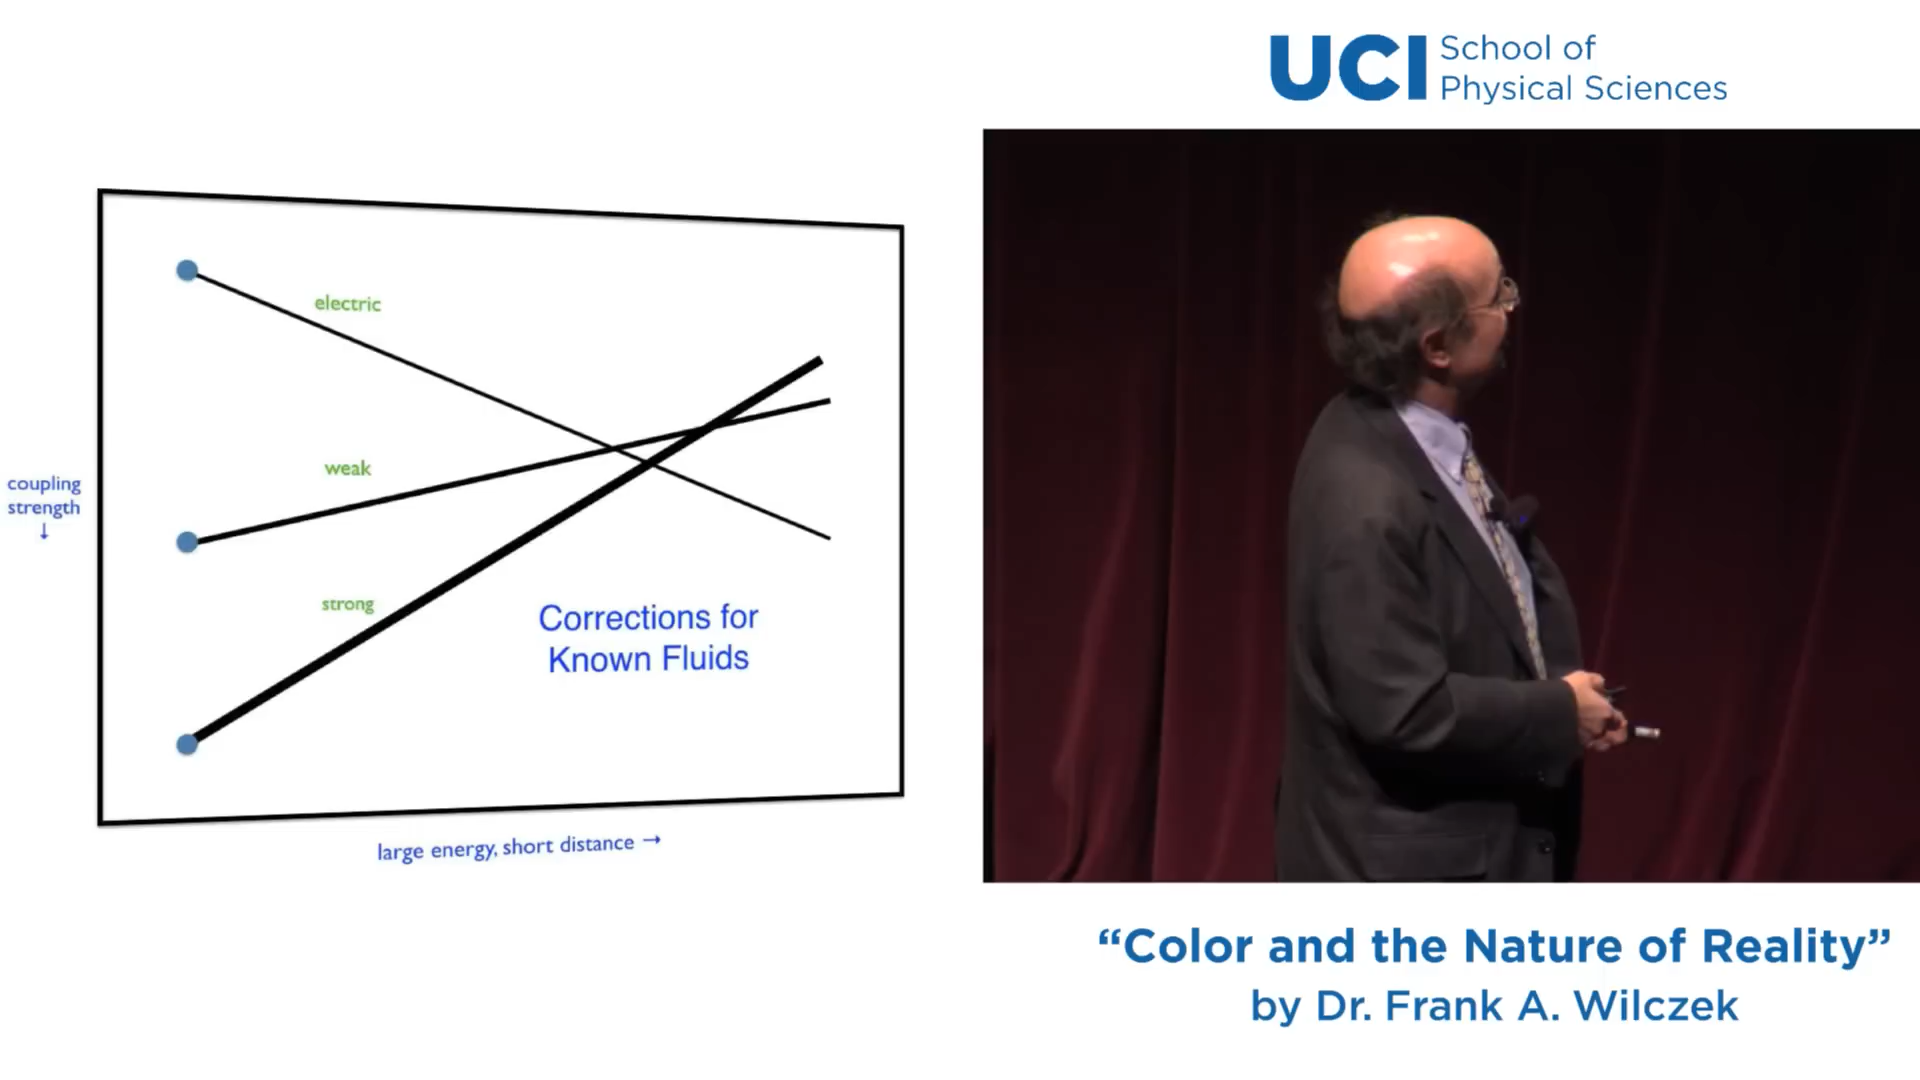 UCI School of
Physical Sciences
electric
weak
coupling
strength
↓
strong
Corrections for
Known Fluids
large energy, short distance →
“Color and the Nature of Reality”
by Dr. Frank A. Wilczek